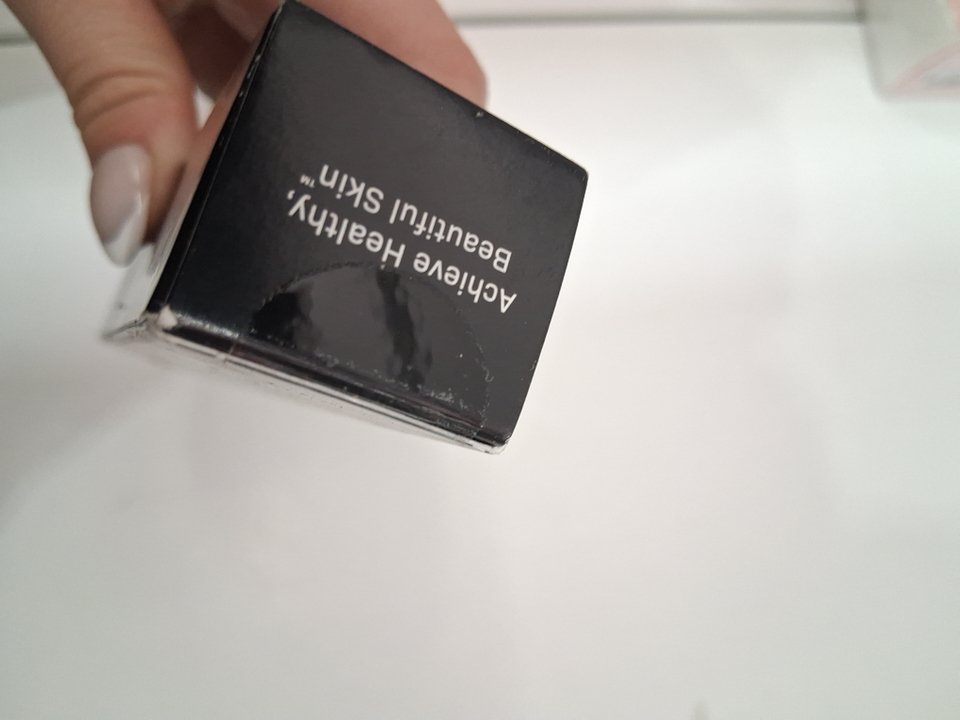 Achieve Healthy,
Beautiful Skin™